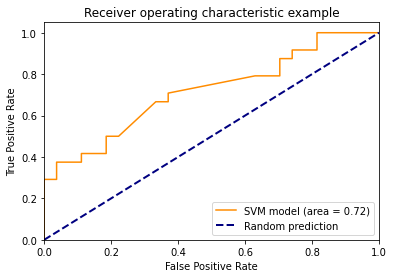 Receiver operating characteristic example
True Positive Rate
1.0
0.8
0.6
0.4
0.2
0.0
SVM model (area = 0.72)
Random prediction
0.0 0.2 0.4 0.6 0.8 1.0
False Positive Rate